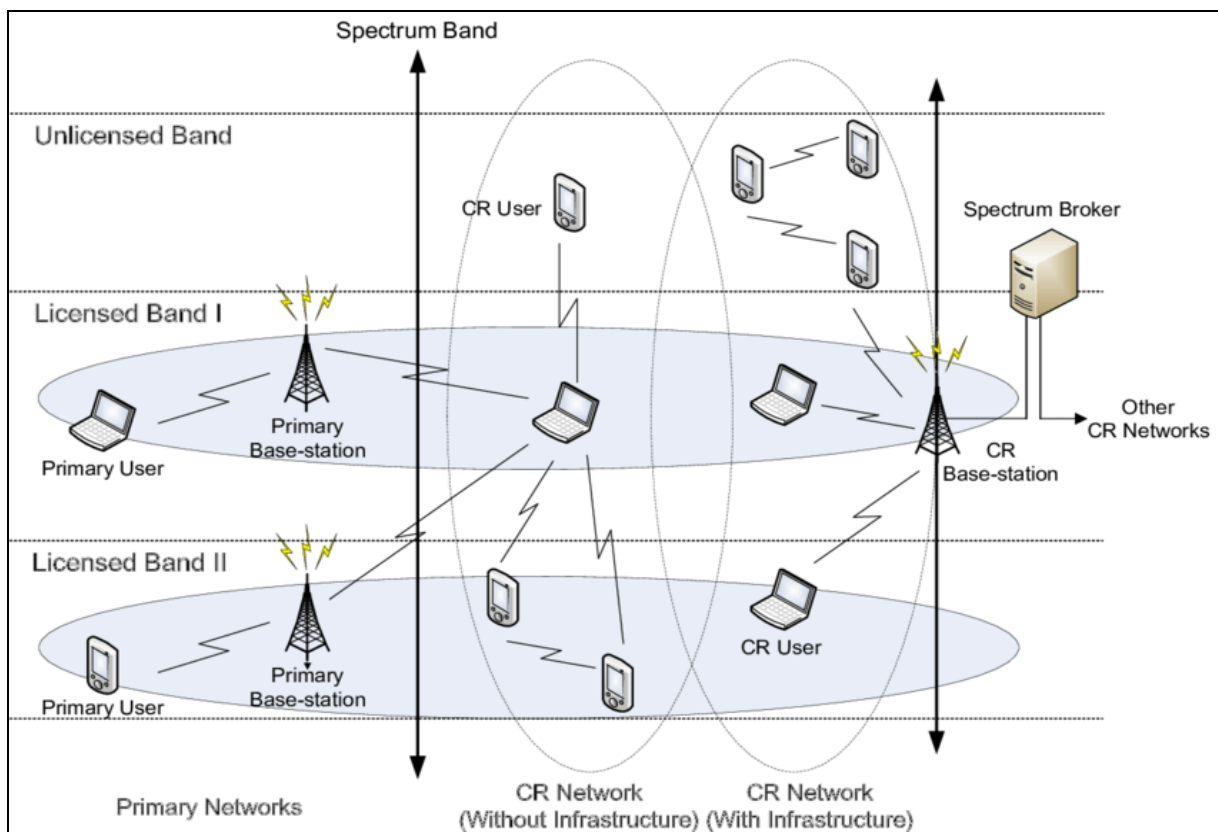 Spectrum Band
Unlicensed Band
CR User
Spectrum Broker
Licensed Band I
Primary User
Primary
Base-station
CR
Base-station
Other
CR Networks
Licensed Band II
Primary User
Primary
Base-station
CR User
Primary Networks
CR Network
(Without Infrastructure)
CR Network
(With Infrastructure)